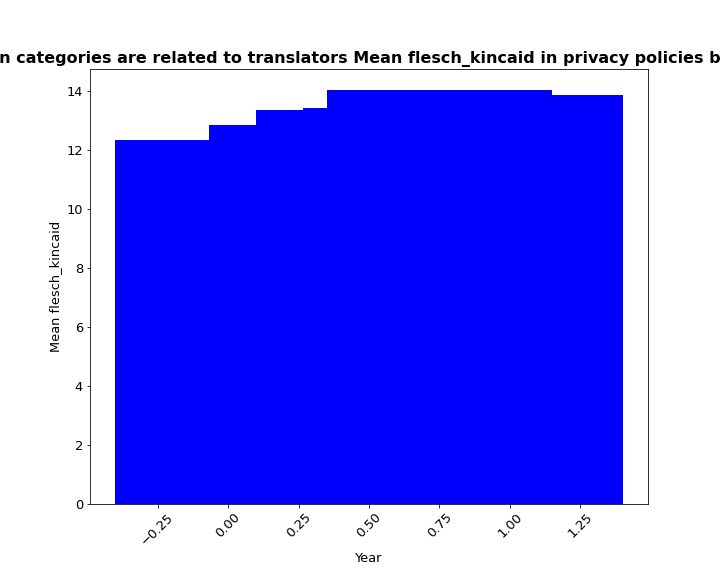 n categories are related to translators Mean flesch_kincaid in privacy policies b
14
12
10
8
6
4
2
0
Mean flesch_kincaid
−0.25 0.00 0.25 0.50 0.75 1.00 1.25
Year